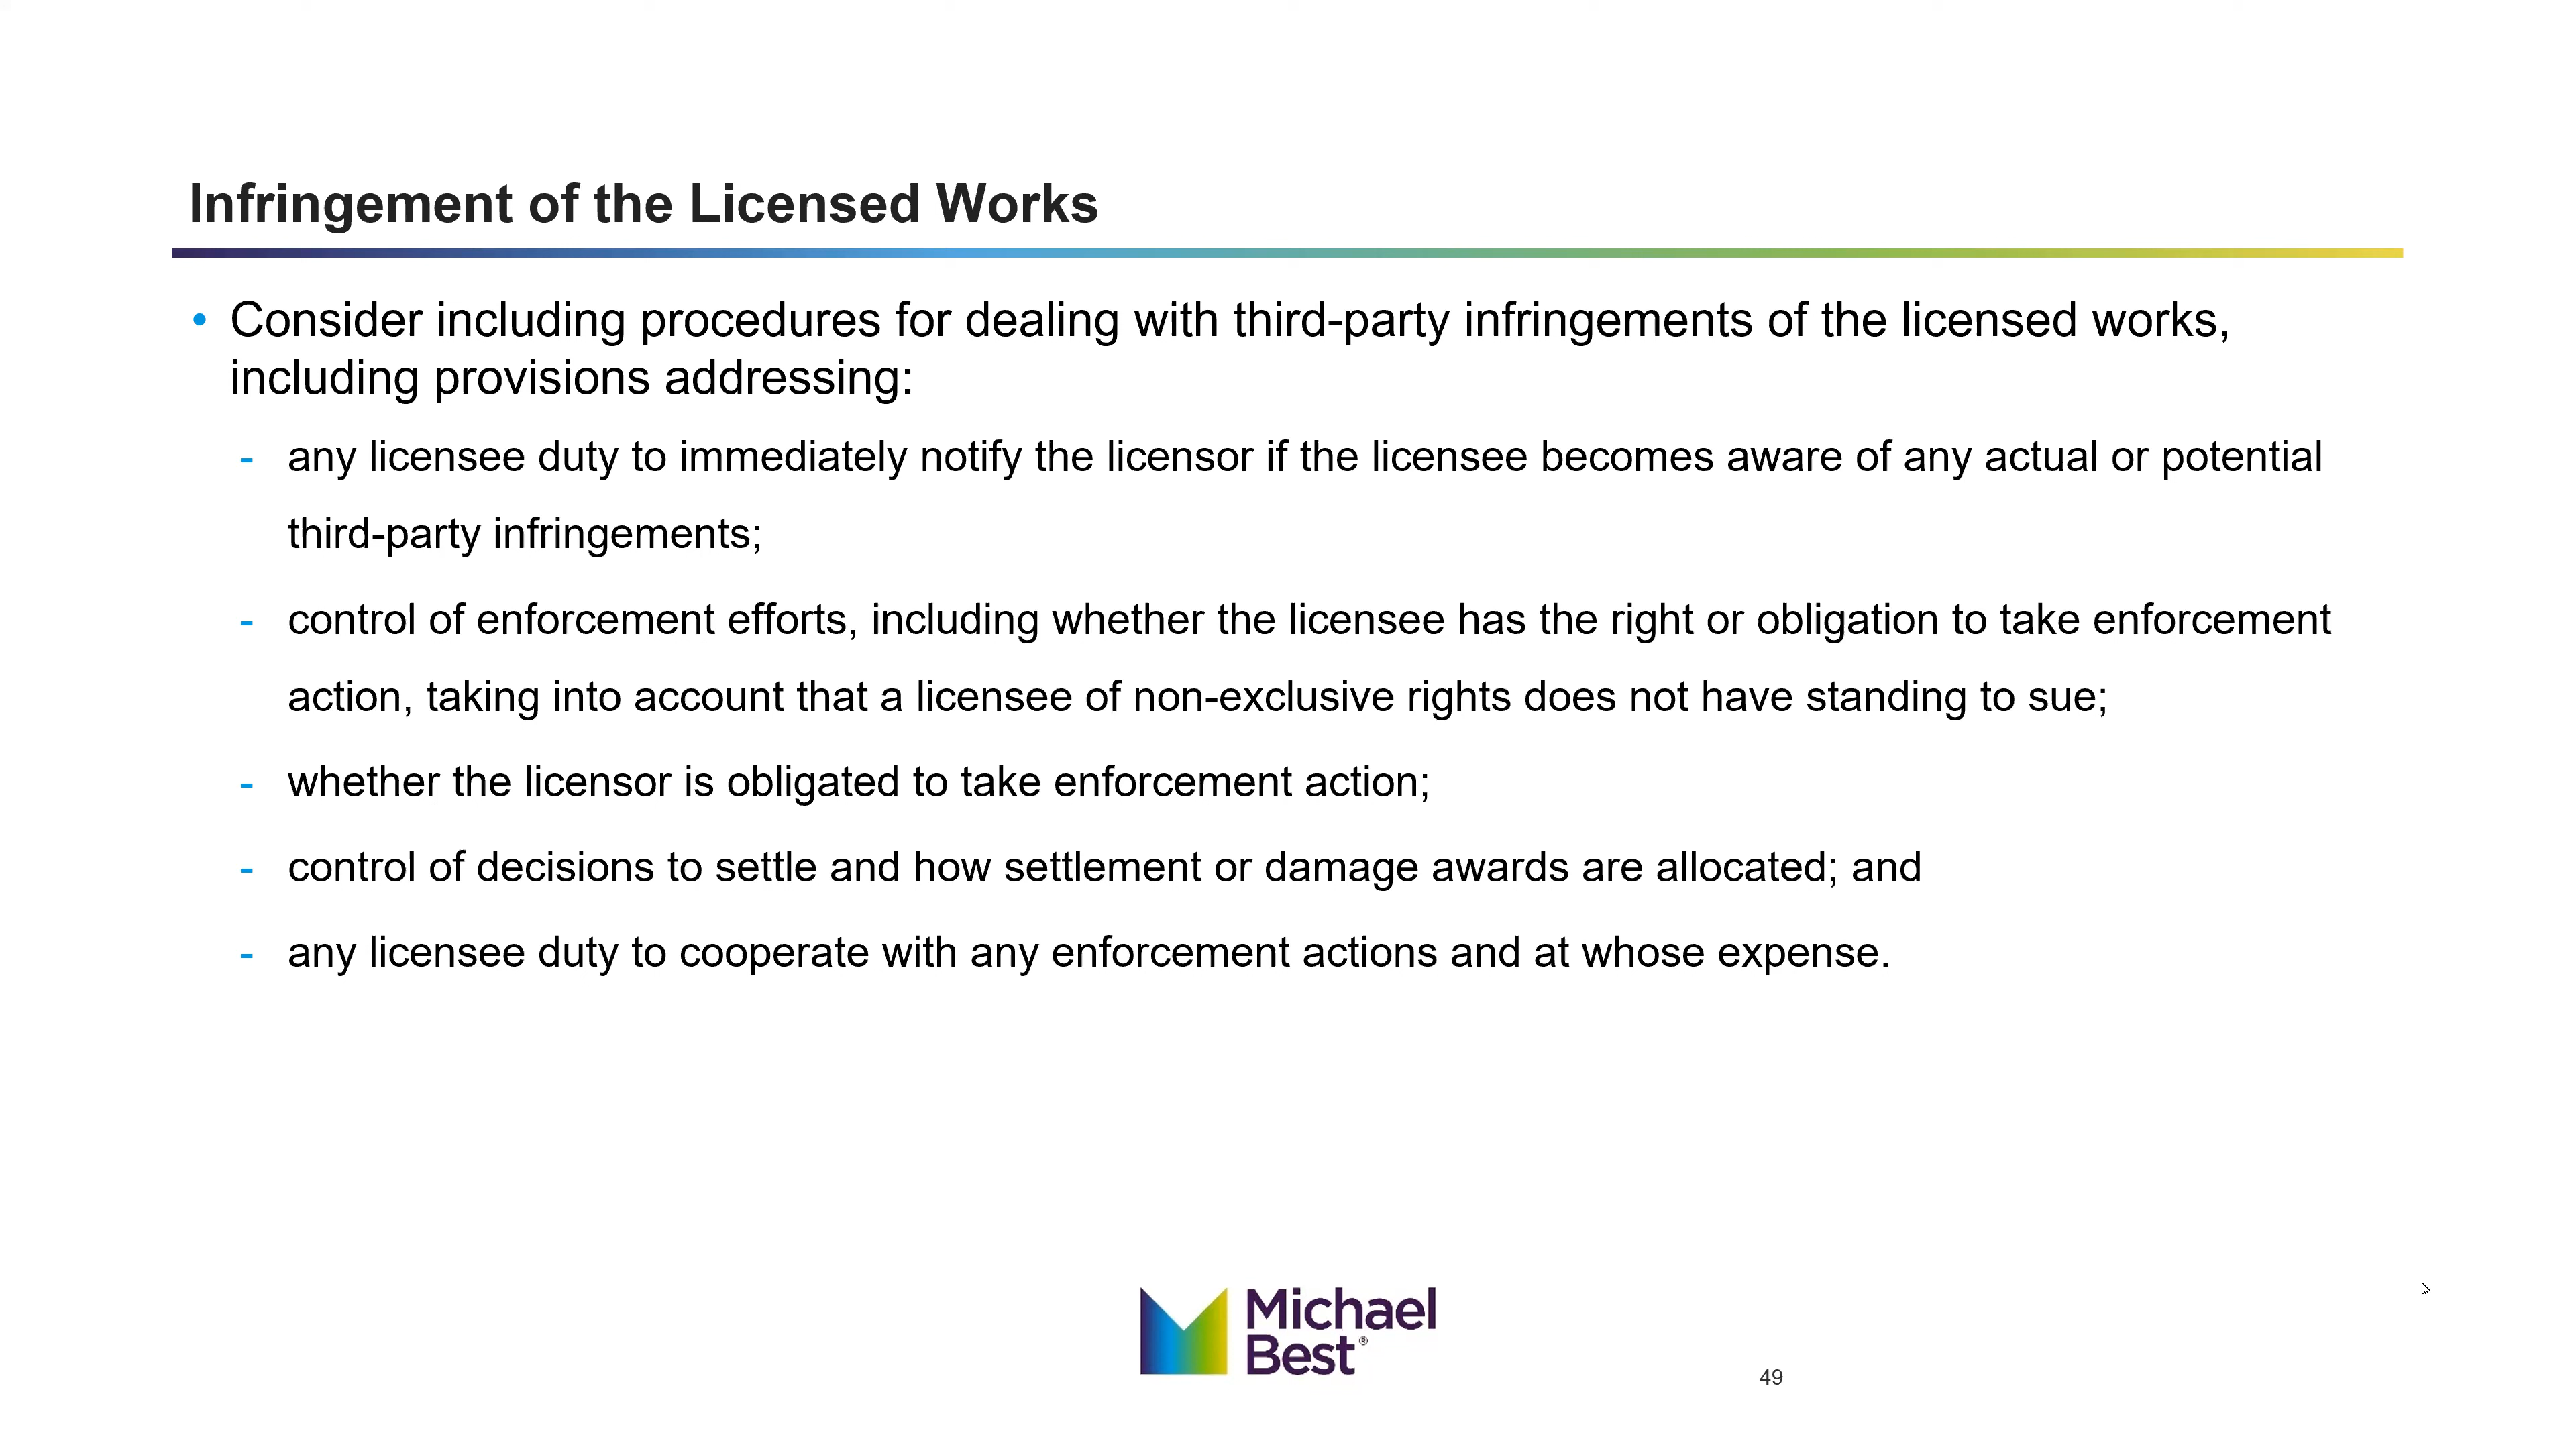 Infringement of the Licensed Works
• Consider including procedures for dealing with third-party infringements of the licensed works,
including provisions addressing:
- any licensee duty to immediately notify the licensor if the licensee becomes aware of any actual or potential
third-party infringements;
- control of enforcement efforts, including whether the licensee has the right or obligation to take enforcement
action, taking into account that a licensee of non-exclusive rights does not have standing to sue;
- whether the licensor is obligated to take enforcement action;
- control of decisions to settle and how settlement or damage awards are allocated; and
- any licensee duty to cooperate with any enforcement actions and at whose expense.
Michael
Best®
49